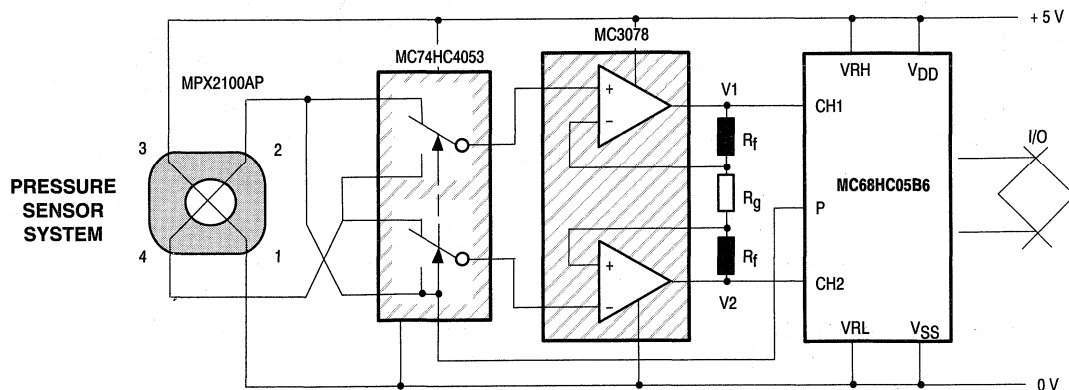 + 5 V
MC3078
MC74HC4053
MPX2100AP
VRH
VDD
V1
CH1
3
2
+
−
Rf
I/O
PRESSURE
SENSOR
SYSTEM
MC68HC05B6
Rg
P
4
1
+
−
Rf
V2
CH2
VRL
VSS
0 V